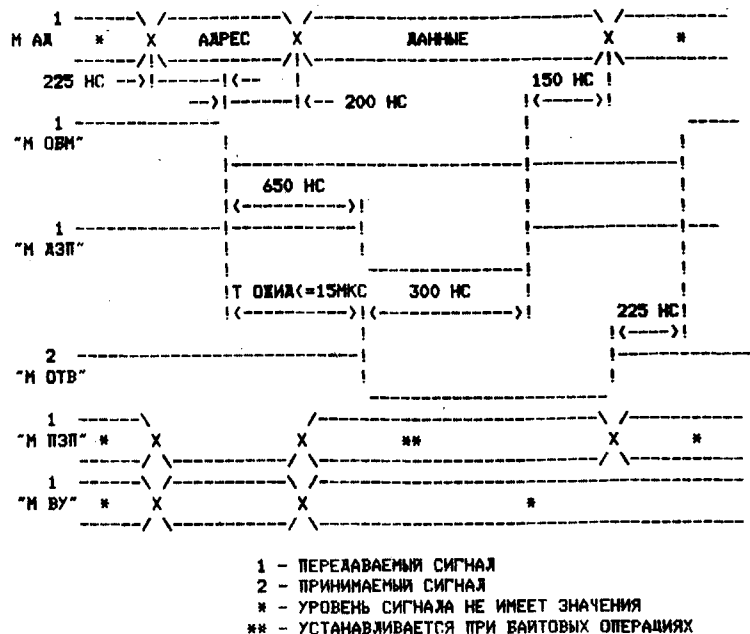 1
М АД * АДРЕС ДАННЫЕ *
225 НС 150 НС
200 НС
1
"М ОБМ"
650 НС
1
"М ДЗП"
Т ОЖИД<=15МКС 300 НС
225 НС
2
"М ОТВ"
1
"М ПЗП" * ** *
1
"М ВУ" * *
1 - ПЕРЕДАВАЕМЫЙ СИГНАЛ
2 - ПРИНИМАЕМЫЙ СИГНАЛ
* - УРОВЕНЬ СИГНАЛА НЕ ИМЕЕТ ЗНАЧЕНИЯ
** - УСТАНАВЛИВАЕТСЯ ПРИ БАЙТОВЫХ ОПЕРАЦИЯХ